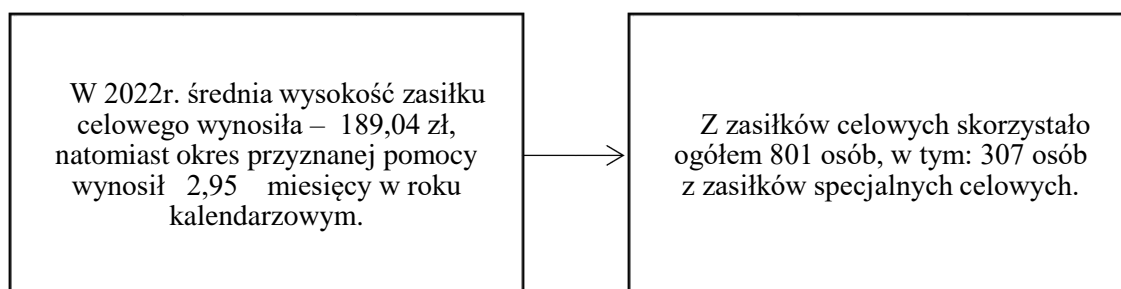 W 2022r. średnia wysokość zasiłku
celowego wynosiła – 189,04 zł,
natomiast okres przyznanej pomocy
wynosił 2,95 miesięcy w roku
kalendarzowym.
Z zasiłków celowych skorzystało
ogółem 801 osób, w tym: 307 osób
z zasiłków specjalnych celowych.